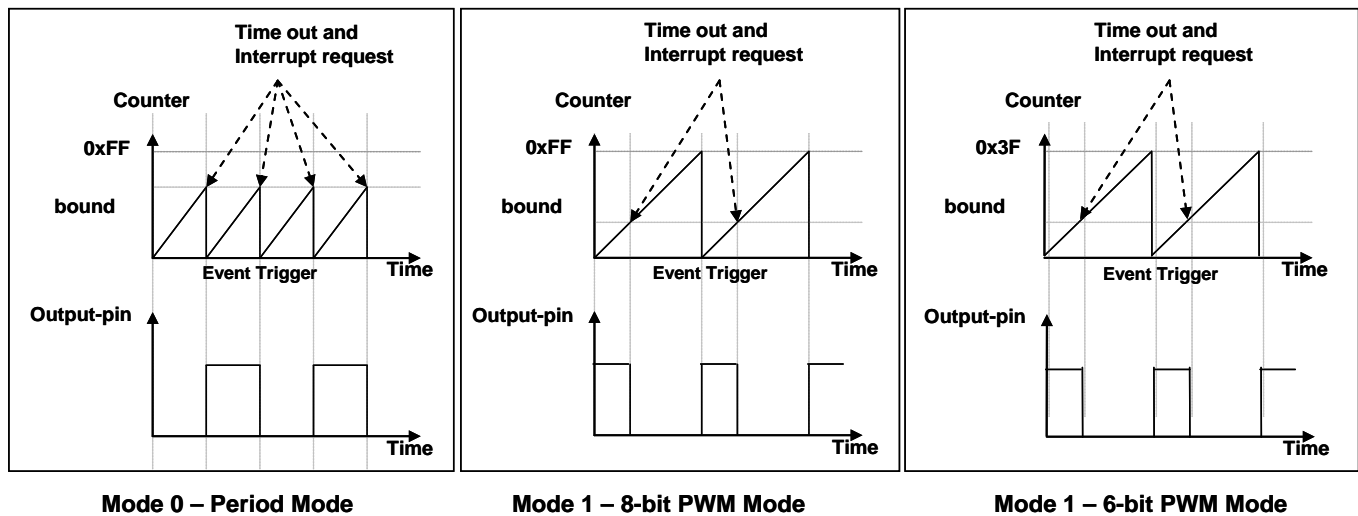 Time out and
Interrupt request
Counter
0xFF
bound
Time
Event Trigger
Output-pin
Time
Mode 0 – Period Mode
Time out and
Interrupt request
Counter
0xFF
bound
Time
Event Trigger
Output-pin
Time
Mode 1 – 8-bit PWM Mode
Time out and
Interrupt request
Counter
0x3F
bound
Time
Event Trigger
Output-pin
Time
Mode 1 – 6-bit PWM Mode